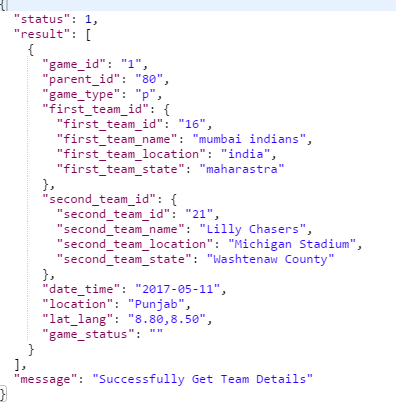 {
  "status": 1,
  "result": [
    {
      "game_id": "1",
      "parent_id": "80",
      "game_type": "p",
      "first_team_id": {
        "first_team_id": "16",
        "first_team_name": "mumbai indians",
        "first_team_location": "india",
        "first_team_state": "maharastra"
      },
      "second_team_id": {
        "second_team_id": "21",
        "second_team_name": "Lilly Chasers",
        "second_team_location": "Michigan Stadium",
        "second_team_state": "Washtenaw County"
      },
      "date_time": "2017-05-11",
      "location": "Punjab",
      "lat_lang": "8.80,8.50",
      "game_status": ""
    }
  ],
  "message": "Successfully Get Team Details"
}